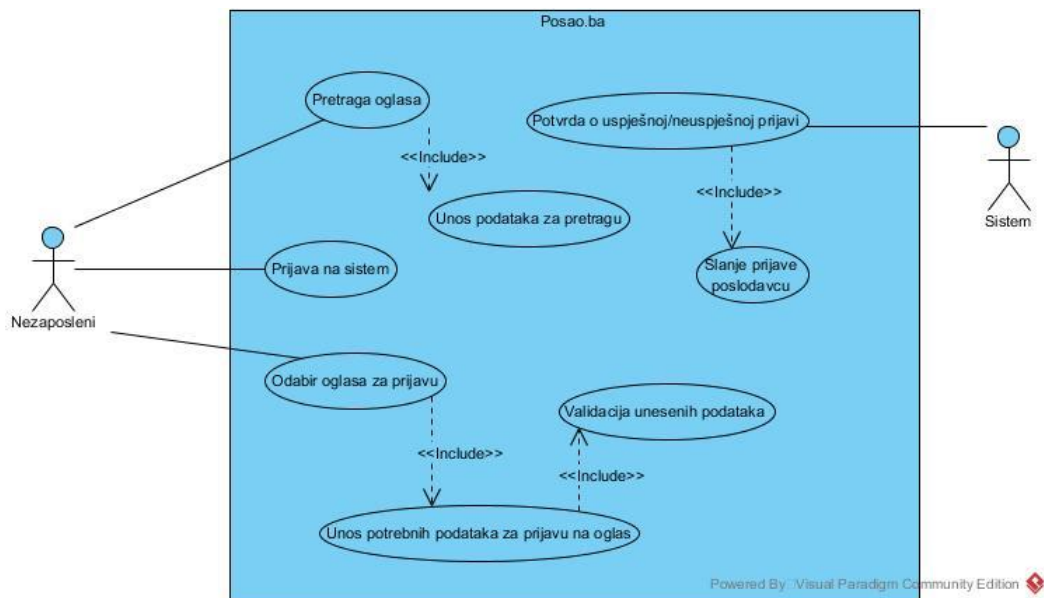 Posao.ba
Pretraga oglasa
Potvrda o uspješnoj/neuspješnoj prijavi
<<Include>>
<<Include>>
Unos podataka za pretragu
Sistem
Prijava na sistem
Slanje prijave
poslodavcu
Nezaposleni
Odabir oglasa za prijavu
Validacija unesenih podataka
<<Include>>
<<Include>>
Unos potrebnih podataka za prijavu na oglas
Powered By Visual Paradigm Community Edition